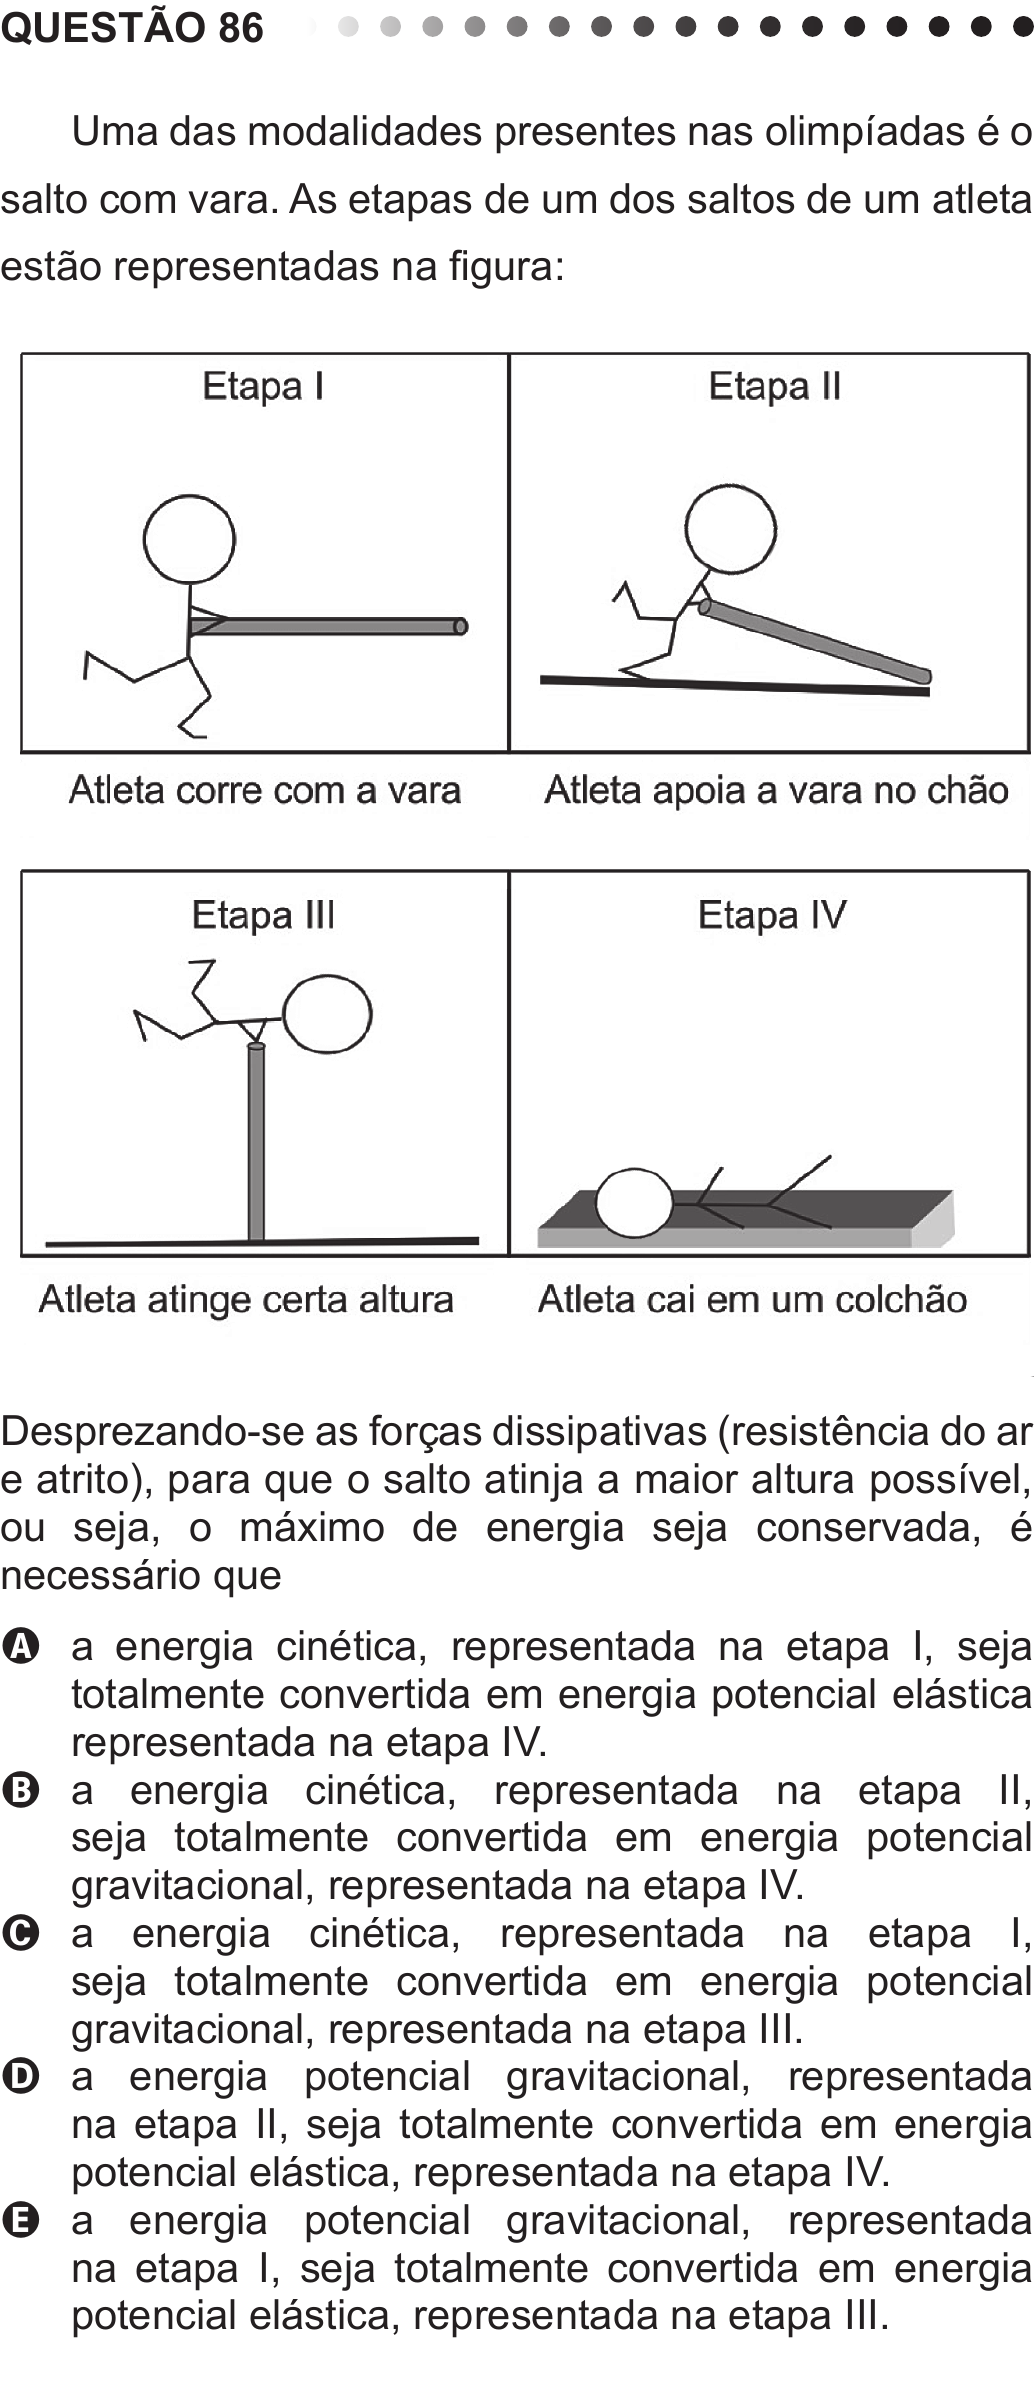 QUESTÃO 86
Uma das modalidades presentes nas olimpíadas é o
salto com vara. As etapas de um dos saltos de um atleta
estão representadas na figura:
Etapa I
Etapa II
Atleta corre com a vara
Atleta apoia a vara no chão
Etapa III
Etapa IV
Atleta atinge certa altura
Atleta cai em um colchão
Desprezando-se as forças dissipativas (resistência do ar
e atrito), para que o salto atinja a maior altura possível,
ou seja, o máximo de energia seja conservada, é
necessário que
A a energia cinética, representada na etapa I, seja
totalmente convertida em energia potencial elástica
representada na etapa IV.
B a energia cinética, representada na etapa II,
seja totalmente convertida em energia potencial
gravitacional, representada na etapa IV.
C a energia cinética, representada na etapa I,
seja totalmente convertida em energia potencial
gravitacional, representada na etapa III.
D a energia potencial gravitacional, representada
na etapa II, seja totalmente convertida em energia
potencial elástica, representada na etapa IV.
E a energia potencial gravitacional, representada
na etapa I, seja totalmente convertida em energia
potencial elástica, representada na etapa III.